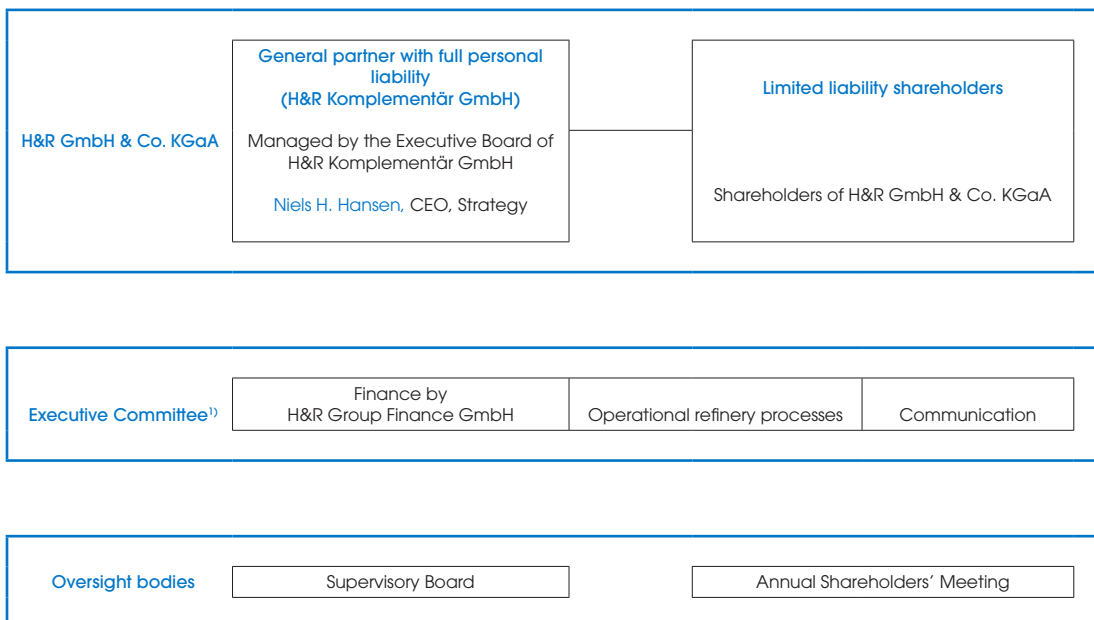 General partner with full personal
liability
(H&R Komplementär GmbH)
Limited liability shareholders
H&R GmbH & Co. KGaA
Managed by the Executive Board of
H&R Komplementär GmbH
Niels H. Hansen, CEO, Strategy
Shareholders of H&R GmbH & Co. KGaA
Executive Committee¹⁾
Finance by
H&R Group Finance GmbH
Operational refinery processes
Communication
Oversight bodies
Supervisory Board
Annual Shareholders’ Meeting